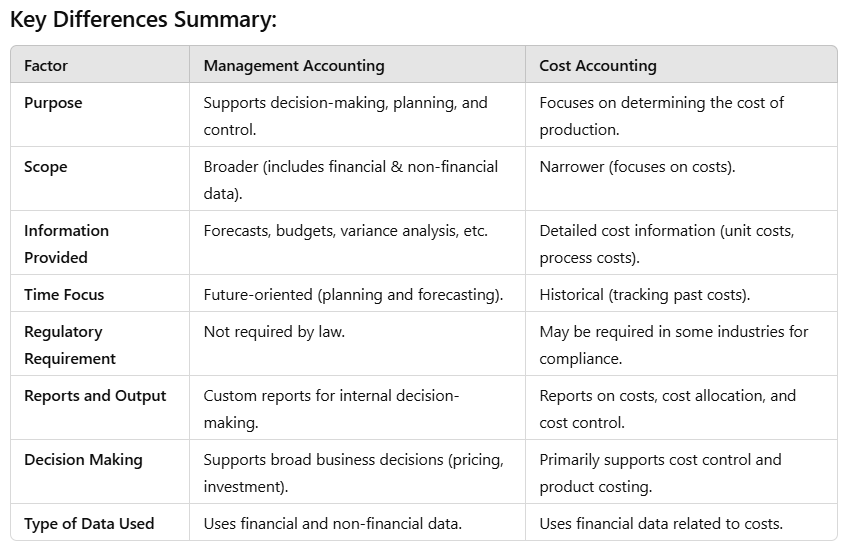 Key Differences Summary:
Factor Management Accounting Cost Accounting
Purpose Supports decision-making, planning, and Focuses on determining the cost of
control. production.
Scope Broader (includes financial & non-financial Narrower (focuses on costs).
data).
Information Forecasts, budgets, variance analysis, etc. Detailed cost information (unit costs,
Provided process costs).
Time Focus Future-oriented (planning and forecasting). Historical (tracking past costs).
Regulatory Not required by law. May be required in some industries for
Requirement compliance.
Reports and Output Custom reports for internal decision- Reports on costs, cost allocation, and
making. cost control.
Decision Making Supports broad business decisions (pricing, Primarily supports cost control and
investment). product costing.
Type of Data Used Uses financial and non-financial data. Uses financial data related to costs.